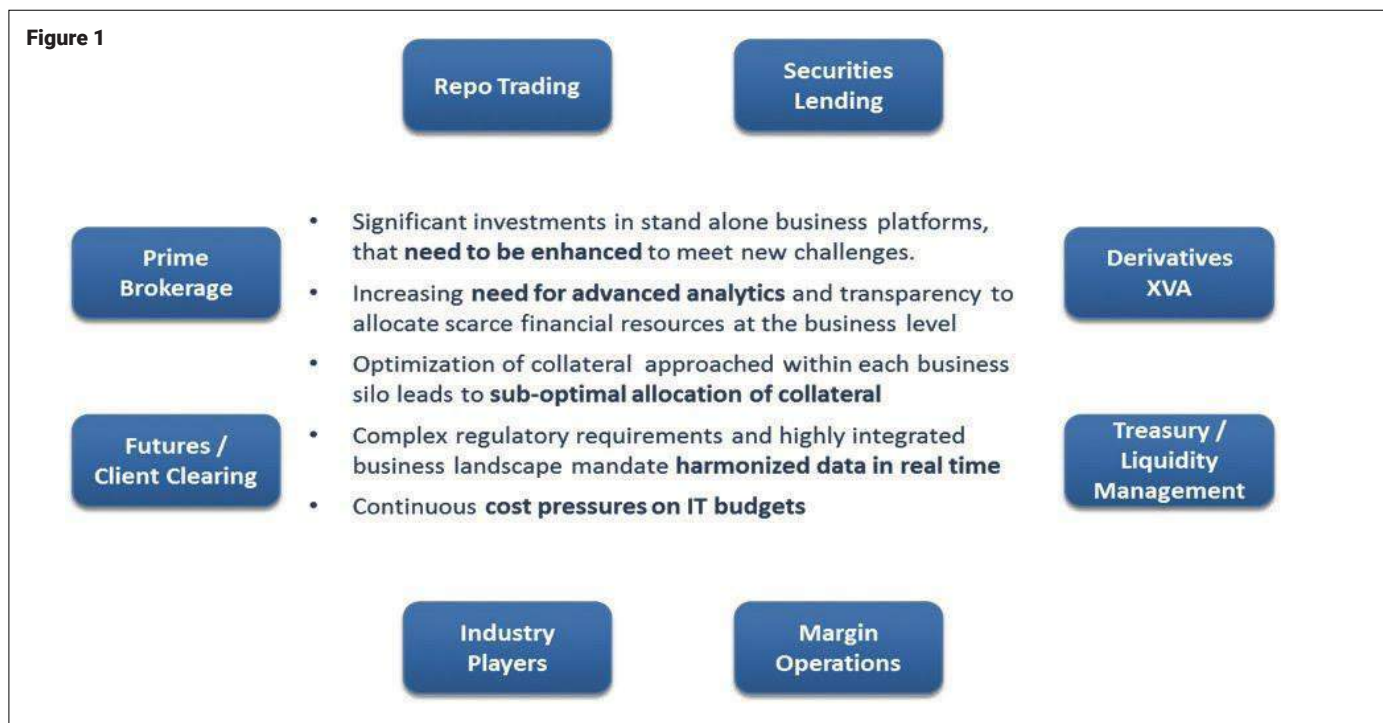 Figure 1
Repo Trading
Securities
Lending
Prime
Brokerage
• Significant investments in stand alone business platforms,
that need to be enhanced to meet new challenges.
• Increasing need for advanced analytics and transparency to
allocate scarce financial resources at the business level
• Optimization of collateral approached within each business
silo leads to sub-optimal allocation of collateral
• Complex regulatory requirements and highly integrated
business landscape mandate harmonized data in real time
• Continuous cost pressures on IT budgets
Derivatives
XVA
Futures /
Client Clearing
Treasury /
Liquidity
Management
Industry
Players
Margin
Operations